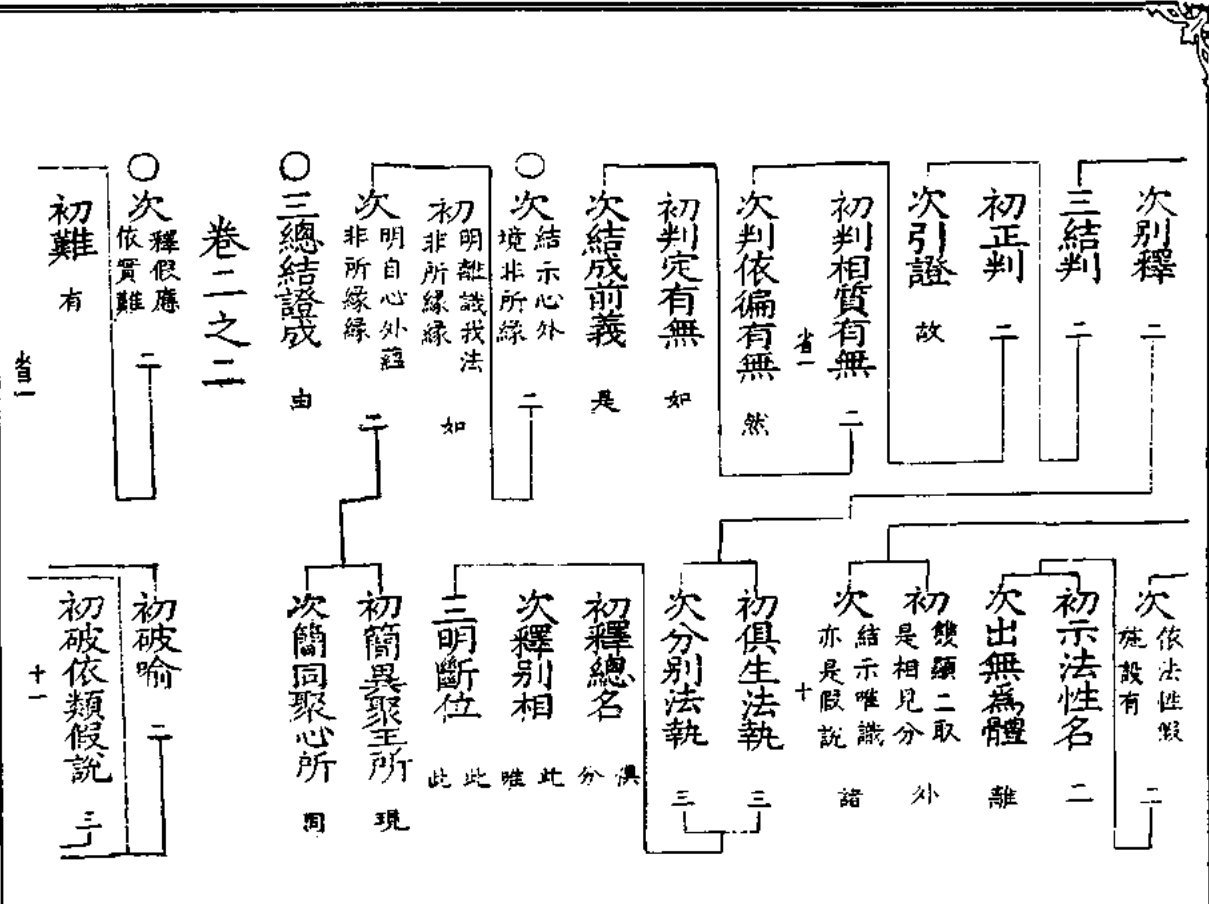 次別釋 二
三結判 二
初正判 二
次引證 故
初判相質有無 二
省一
次判依徧有無 然
初判定有無 如
次結成前義 是
○次結示心外境非所緣 二
初明離識我法非所緣緣 如
次明自心外蘊非所緣緣 二
○三總結證成 由
卷二之二
○次釋假應依實難 二
初難 有
省一
次依法性假施設有 二
初示法性名 二
次出無爲體 離
初雙顯二取是相見分 外
次結示唯識亦是假說 諸
十
初俱生法執 三
次分別法執 三
初釋總名 俱分
次釋別相 此唯
三明斷位 此此
初簡異聚王所 現
次簡同聚心所 同
初破喻 二
初破依類假說 三
十一